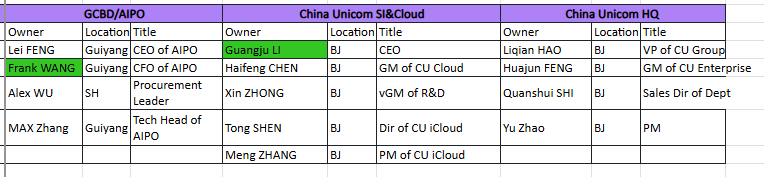 GCBD/AIPO China Unicom SI&Cloud China Unicom HQ
Owner Location Title Owner Location Title Owner Location Title
Lei FENG Guiyang CEO of AIPO Guangju LI BJ CEO Liqian HAO BJ VP of CU Group
Frank WANG Guiyang CFO of AIPO Haifeng CHEN BJ GM of CU Cloud Huajun FENG BJ GM of CU Enterprise
Alex WU SH Procurement Leader Xin ZHONG BJ vGM of R&D Quanshui SHI BJ Sales Dir of Dept
MAX Zhang Guiyang Tech Head of AIPO Tong SHEN BJ Dir of CU iCloud Yu Zhao BJ PM
Meng ZHANG BJ PM of CU iCloud